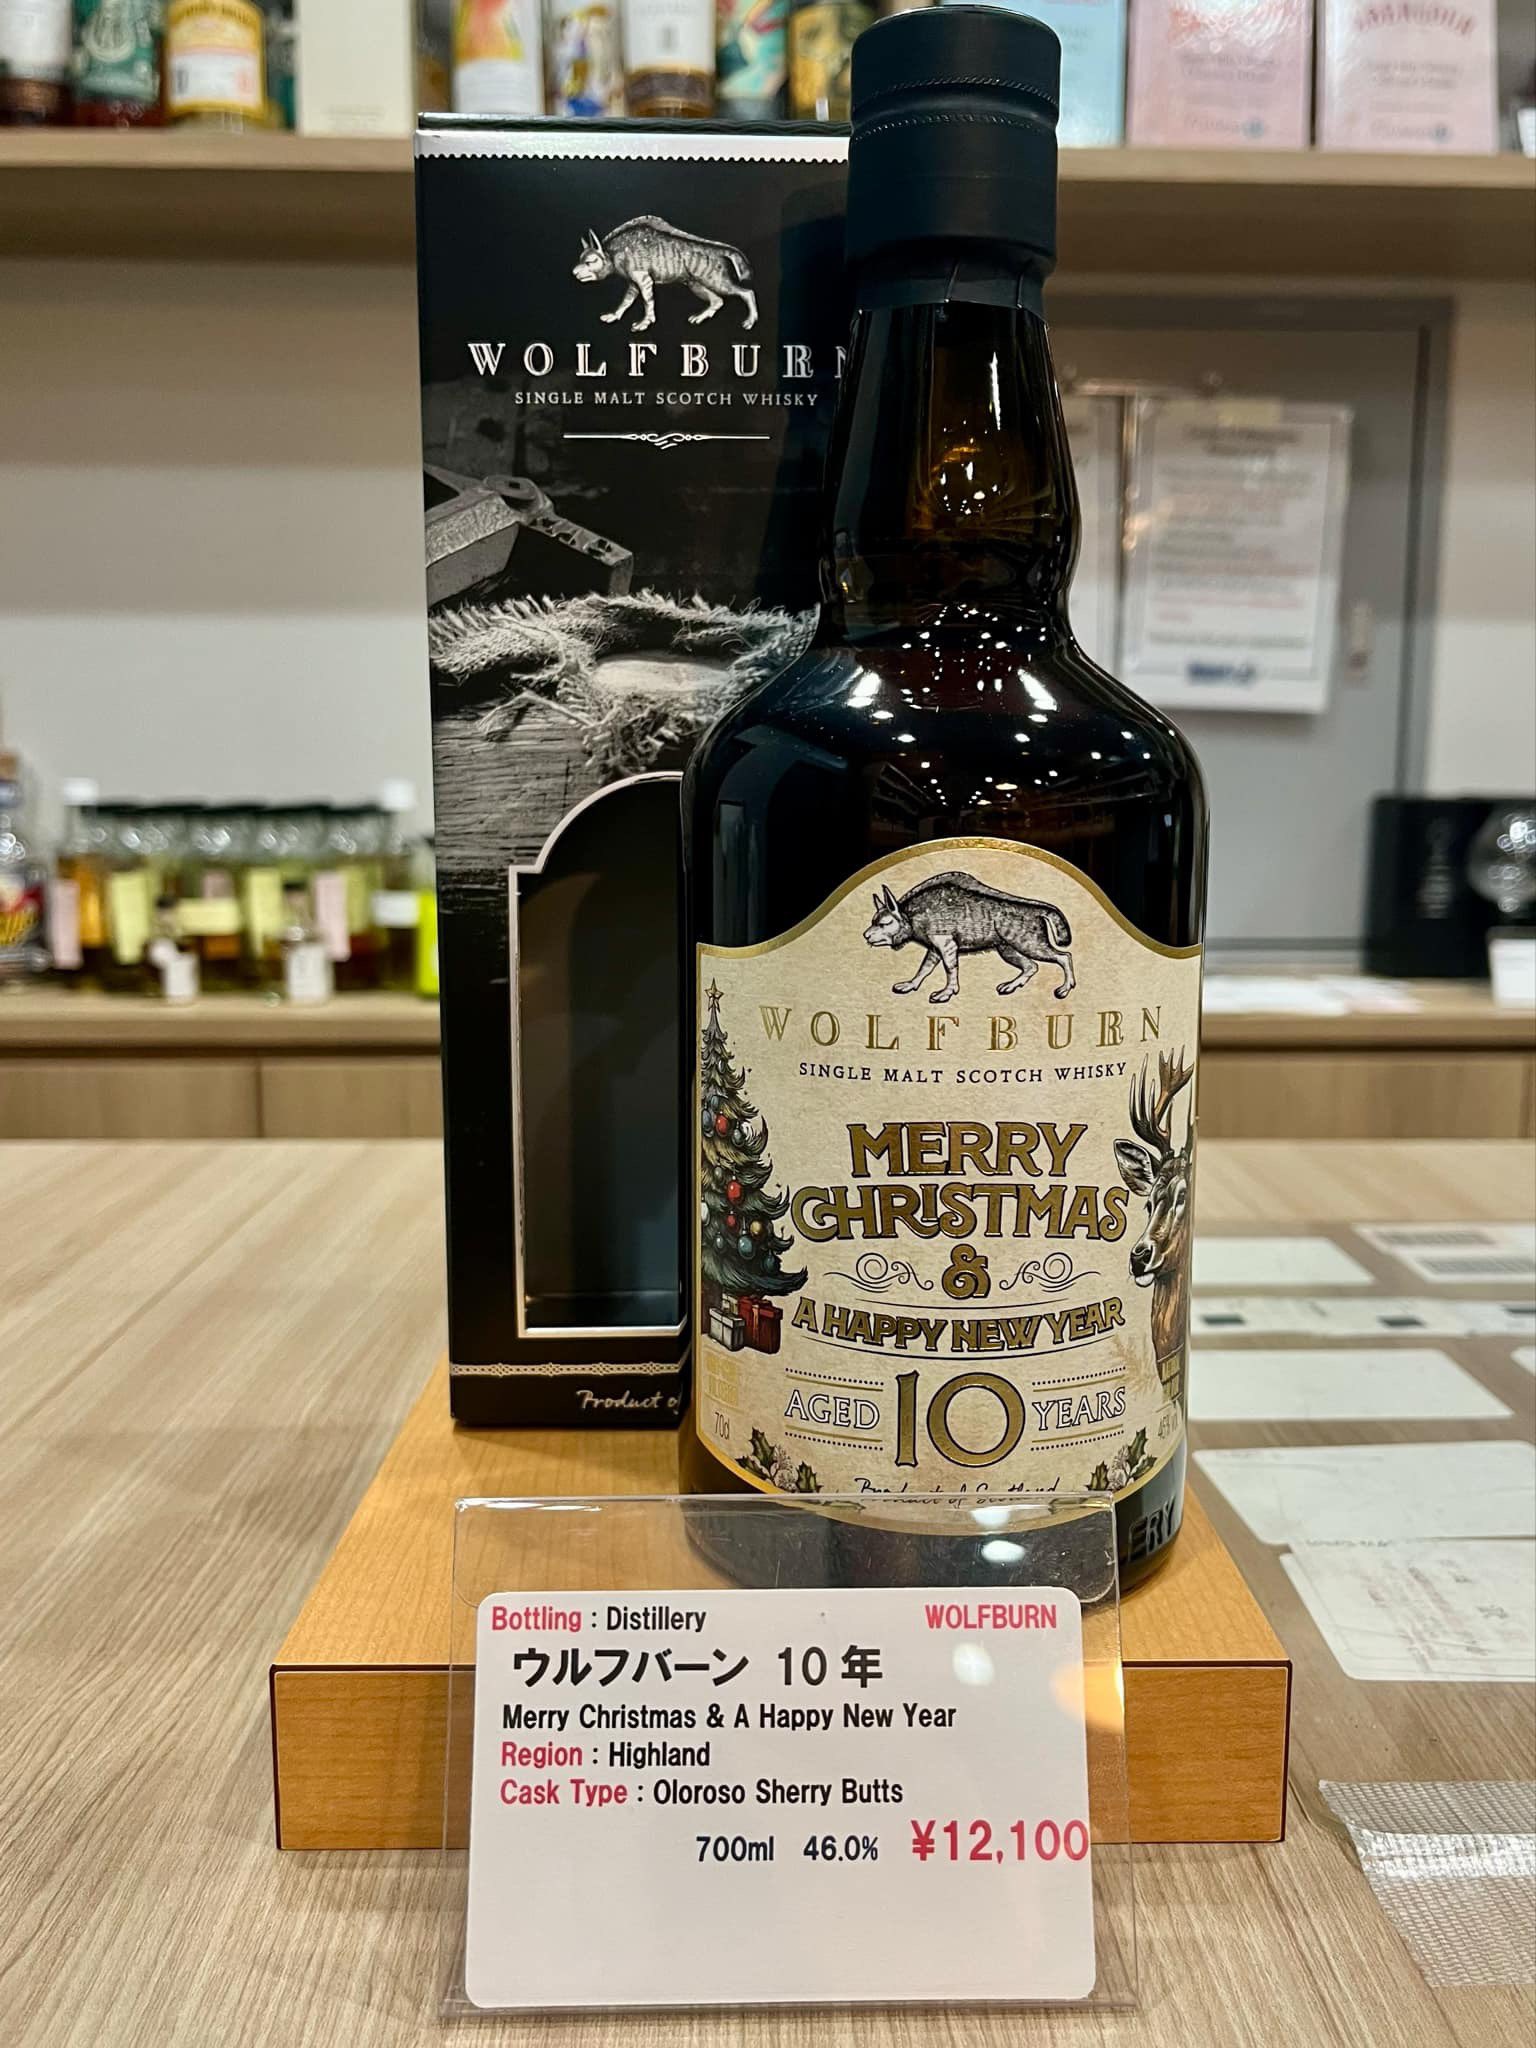 WOLFBURN
SINGLE MALT SCOTCH WHISKY
Product of
WOLFBURN
SINGLE MALT SCOTCH WHISKY
MERRY
CHRISTMAS
&
A HAPPY NEW YEAR
AGED 10 YEARS
70cl
Product of Scotland
Bottling : Distillery WOLFBURN
ウルフバーン 10年
Merry Christmas & A Happy New Year
Region : Highland
Cask Type : Oloroso Sherry Butts
700ml 46.0% ¥12,100